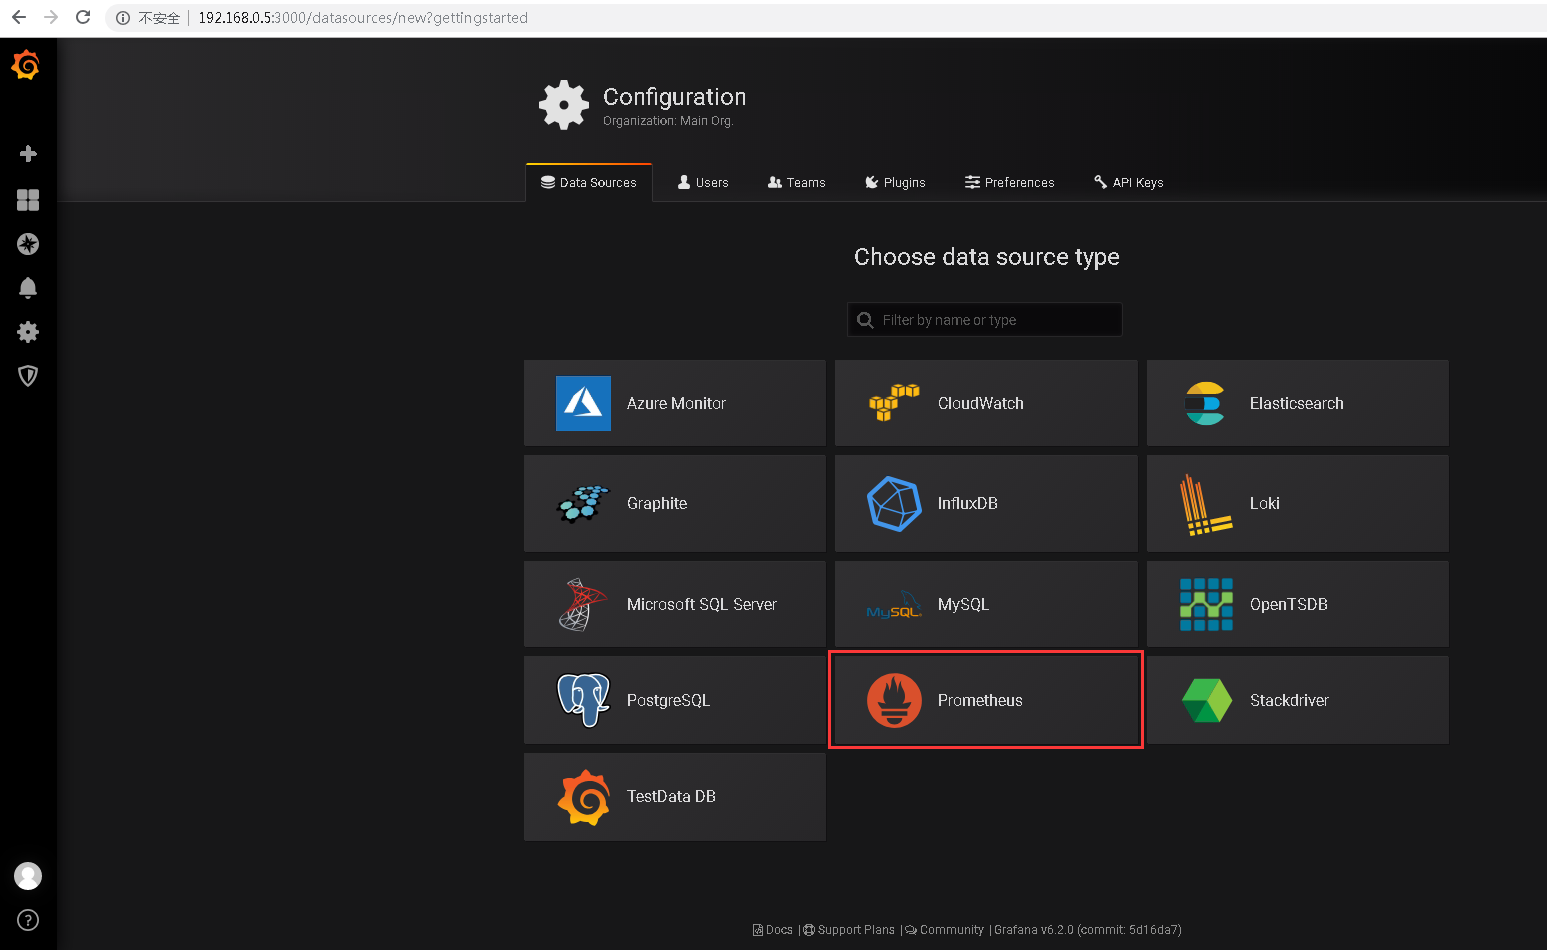 不安全 192.168.0.5:3000/datasources/new?gettingstarted
Configuration
Organization: Main Org.
Data Sources Users Teams Plugins Preferences API Keys
Choose data source type
Filter by name or type
Azure Monitor CloudWatch Elasticsearch
Graphite InfluxDB Loki
Microsoft SQL Server MySQL MySQL OpenTSDB
PostgreSQL Prometheus Stackdriver
TestData DB
Docs | Support Plans | Community | Grafana v6.2.0 (commit: 5d16da7)